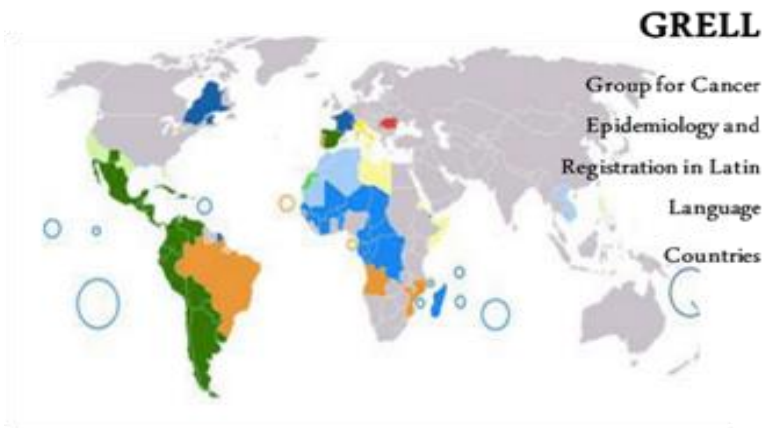 GRELL
Group for Cancer
Epidemiology and
Registration in Latin
Language
Countries